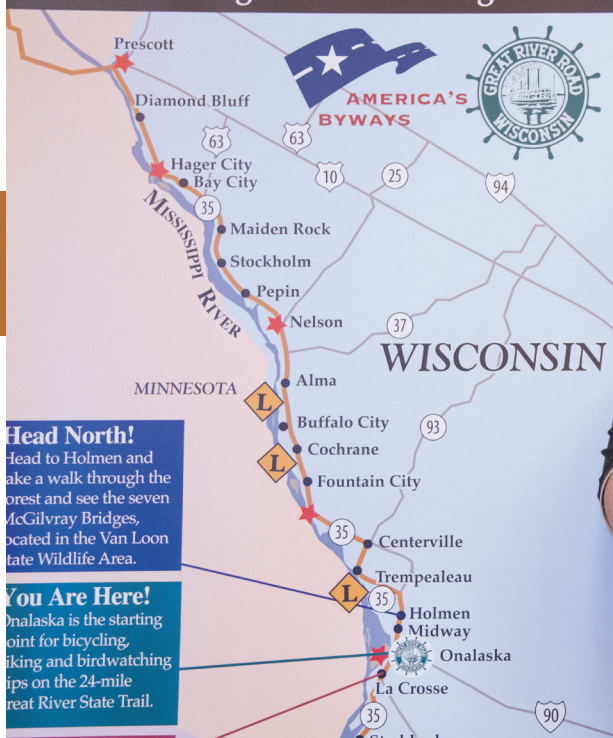 Prescott
GREAT RIVER ROAD
WISCONSIN
AMERICA'S
BYWAYS
Diamond Bluff
63
63
10
25
94
Hager City
Bay City
35
MISSISSIPPI RIVER
Maiden Rock
Stockholm
Pepin
Nelson
37
WISCONSIN
MINNESOTA
Alma
L
Buffalo City
93
Head North!
Head to Holmen and
ake a walk through the
orest and see the seven
McGilvray Bridges,
ocated in the Van Loon
tate Wildlife Area.
Cochrane
L
Fountain City
35
Centerville
Trempealeau
L
35
You Are Here!
Onalaska is the starting
oint for bicycling,
iking and birdwatching
ips on the 24-mile
reat River State Trail.
Holmen
Midway
Onalaska
La Crosse
35
90